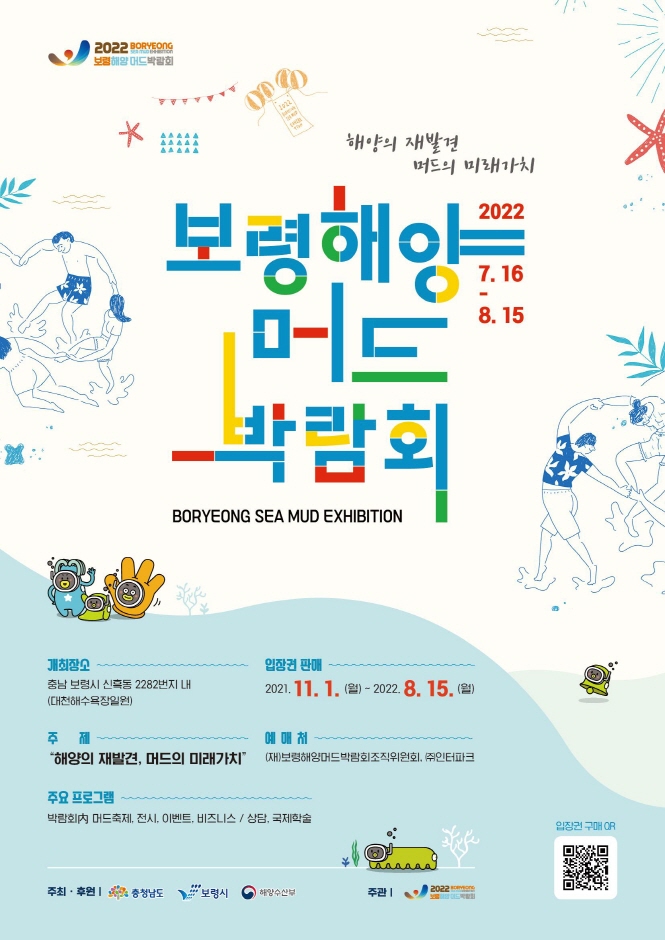 2022 BORYEONG
SEA MUD EXHIBITION
보령해양머드박람회
해양의 재발견
머드의 미래가치
보령해양
머드
박람회
2022
7. 16
-
8. 15
BORYEONG SEA MUD EXHIBITION
개최장소
충남 보령시 신흑동 2282번지 내
(대천해수욕장일원)
입장권 판매
2021. 11. 1. (월) ~ 2022. 8. 15. (월)
주 제
“해양의 재발견, 머드의 미래가치”
예 매 처
(재)보령해양머드박람회조직위원회, ㈜인터파크
주요 프로그램
박람회內 머드축제, 전시, 이벤트, 비즈니스 / 상담, 국제학술
입장권 구매 QR
주최 · 후원 | 충청남도 보령시 해양수산부
주관 | 2022 BORYEONG
SEA MUD EXHIBITION
보령해양머드박람회